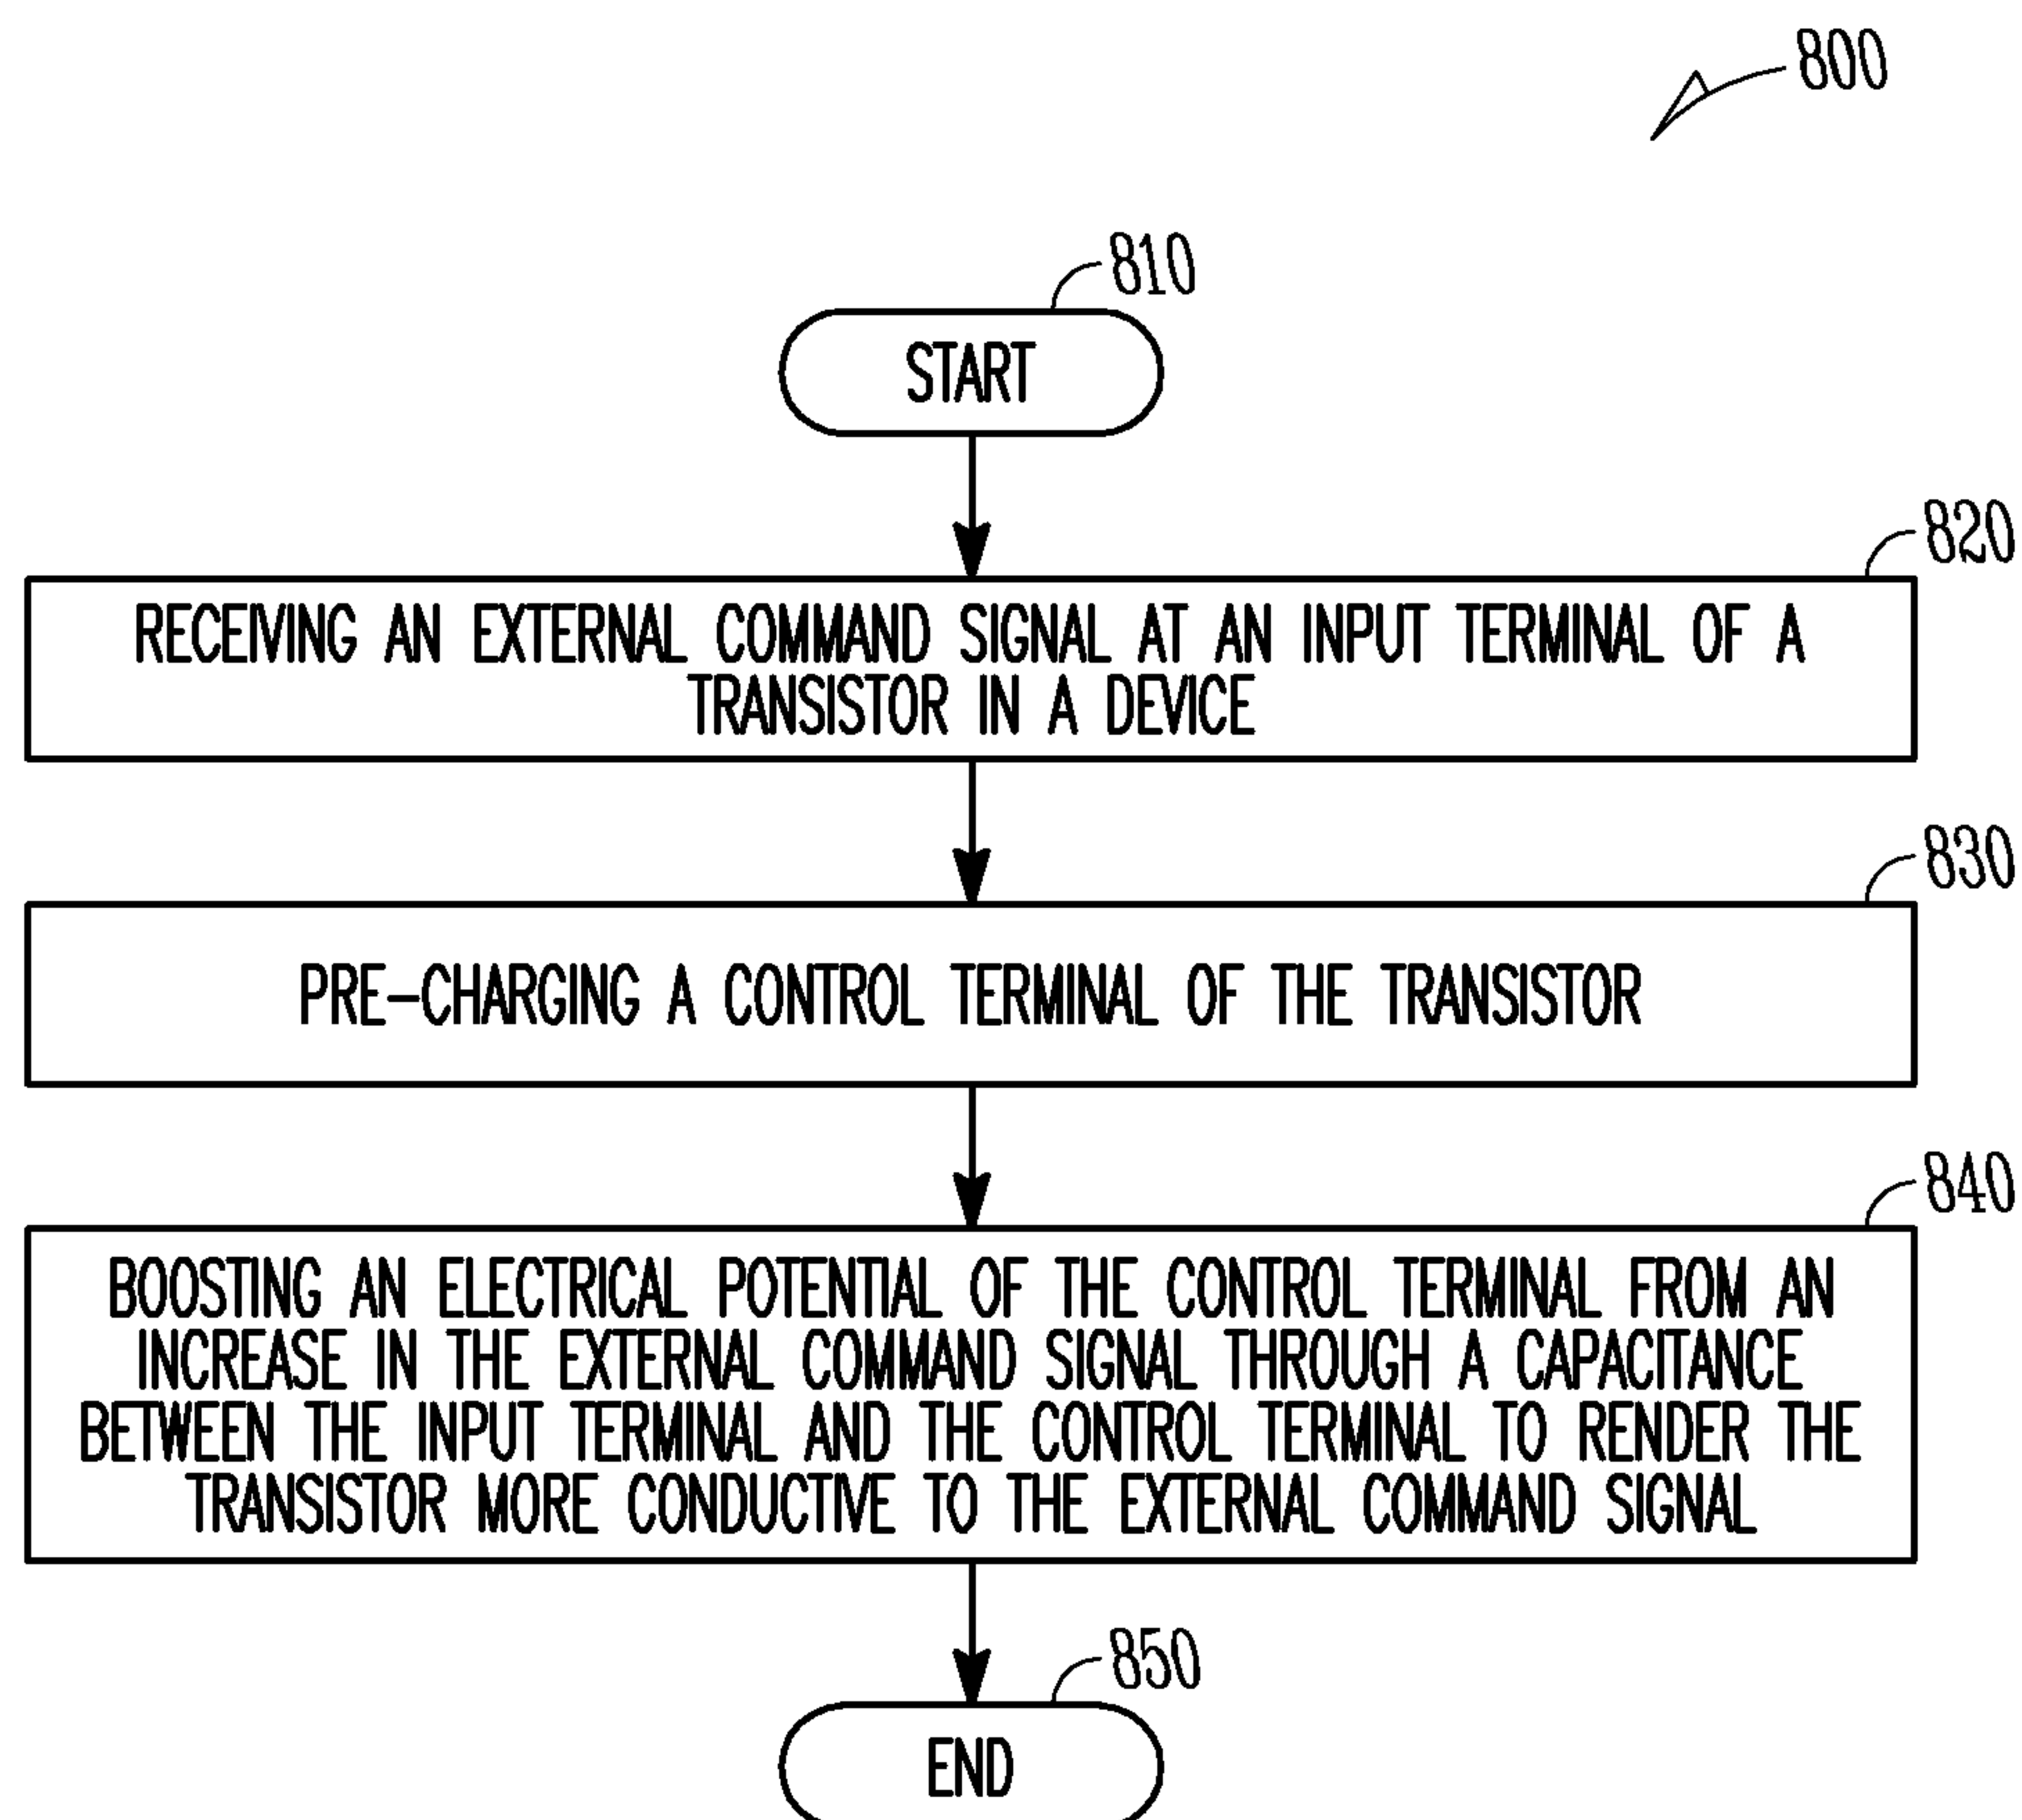 800
810
START
820
RECEIVING AN EXTERNAL COMMAND SIGNAL AT AN INPUT TERMINAL OF A
TRANSISTOR IN A DEVICE
830
PRE-CHARGING A CONTROL TERMINAL OF THE TRANSISTOR
840
BOOSTING AN ELECTRICAL POTENTIAL OF THE CONTROL TERMINAL FROM AN
INCREASE IN THE EXTERNAL COMMAND SIGNAL THROUGH A CAPACITANCE
BETWEEN THE INPUT TERMINAL AND THE CONTROL TERMINAL TO RENDER THE
TRANSISTOR MORE CONDUCTIVE TO THE EXTERNAL COMMAND SIGNAL
850
END